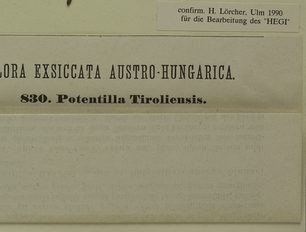 confirm. H. Lörcher, Ulm 1990
für die Bearbeitung des "HEGI"
LORA EXSICCATA AUSTRO-HUNGARICA.
830. Potentilla Tiroliensis.